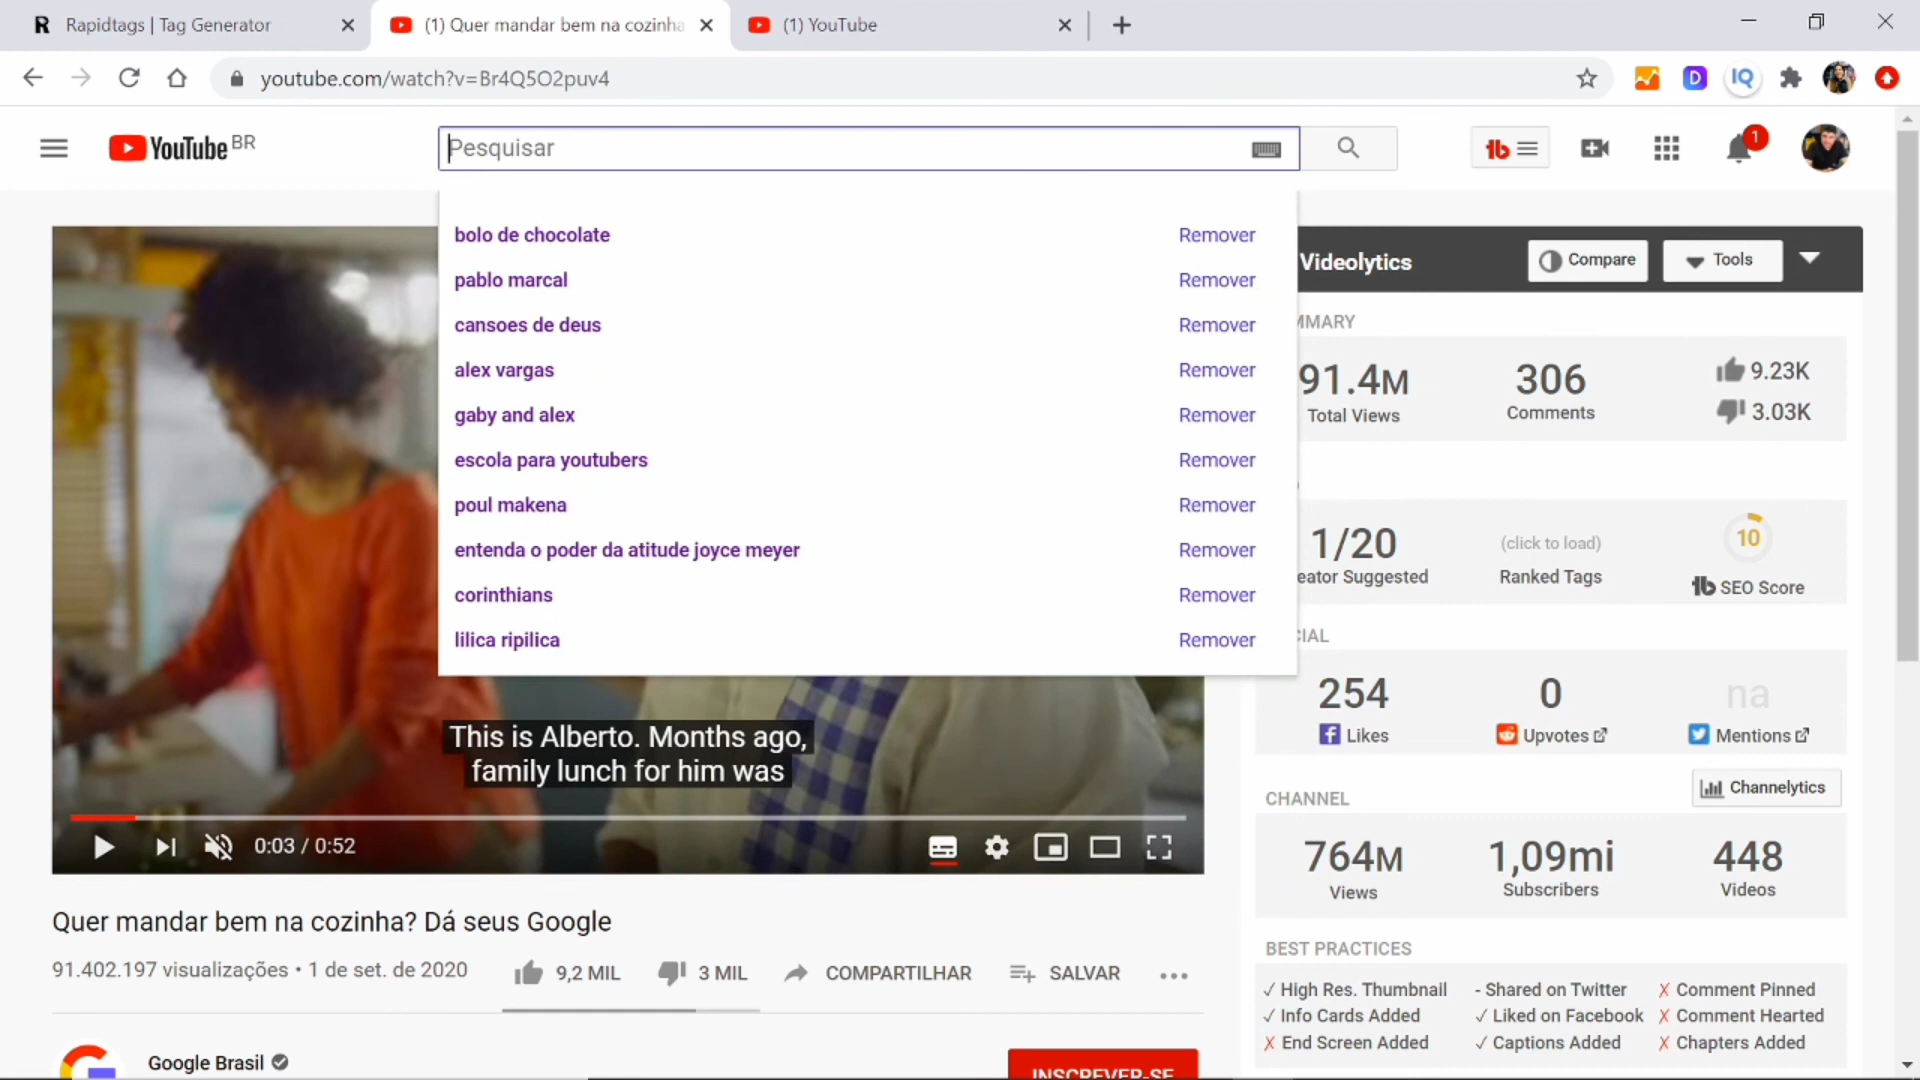 Rapidtags | Tag Generator
(1) Quer mandar bem na cozinha
(1) YouTube
youtube.com/watch?v=Br4Q5O2puv4
IQ
YouTube BR
Pesquisar
1
bolo de chocolate Remover
pablo marcal Remover
cansoes de deus Remover
alex vargas Remover
gaby and alex Remover
escola para youtubers Remover
poul makena Remover
entenda o poder da atitude joyce meyer Remover
corinthians Remover
lilica ripilica Remover
This is Alberto. Months ago,
family lunch for him was
0:03 / 0:52
Quer mandar bem na cozinha? Dá seus Google
91.402.197 visualizações • 1 de set. de 2020
9,2 MIL 3 MIL COMPARTILHAR SALVAR
Google Brasil
INSCREVER-SE
Videolytics Compare Tools
MMARY
91.4M 306 9.23K
Total Views Comments 3.03K
1/20 (click to load) 10
eator Suggested Ranked Tags SEO Score
CIAL
254 0 na
Likes Upvotes Mentions
CHANNEL Channelytics
764M 1,09mi 448
Views Subscribers Videos
BEST PRACTICES
✓ High Res. Thumbnail - Shared on Twitter ✗ Comment Pinned
✓ Info Cards Added ✓ Liked on Facebook ✗ Comment Hearted
✗ End Screen Added ✓ Captions Added ✗ Chapters Added